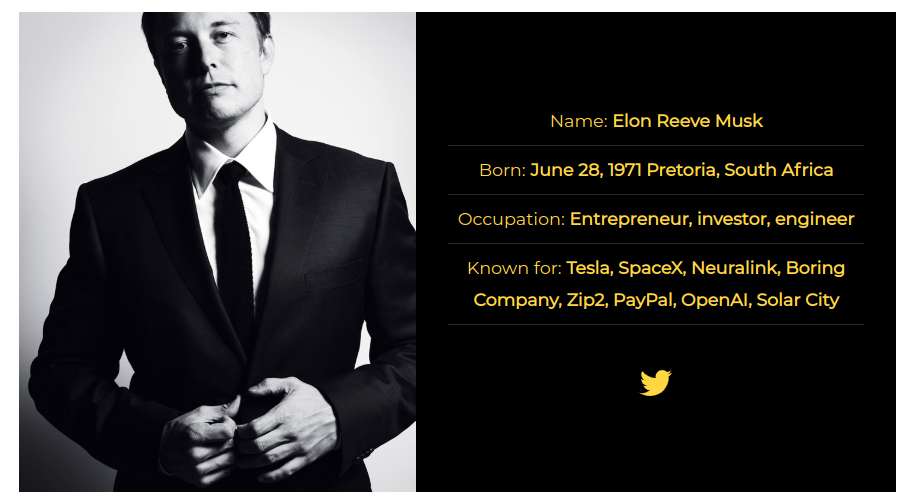 Name: Elon Reeve Musk
Born: June 28, 1971 Pretoria, South Africa
Occupation: Entrepreneur, investor, engineer
Known for: Tesla, SpaceX, Neuralink, Boring
Company, Zip2, PayPal, OpenAI, Solar City